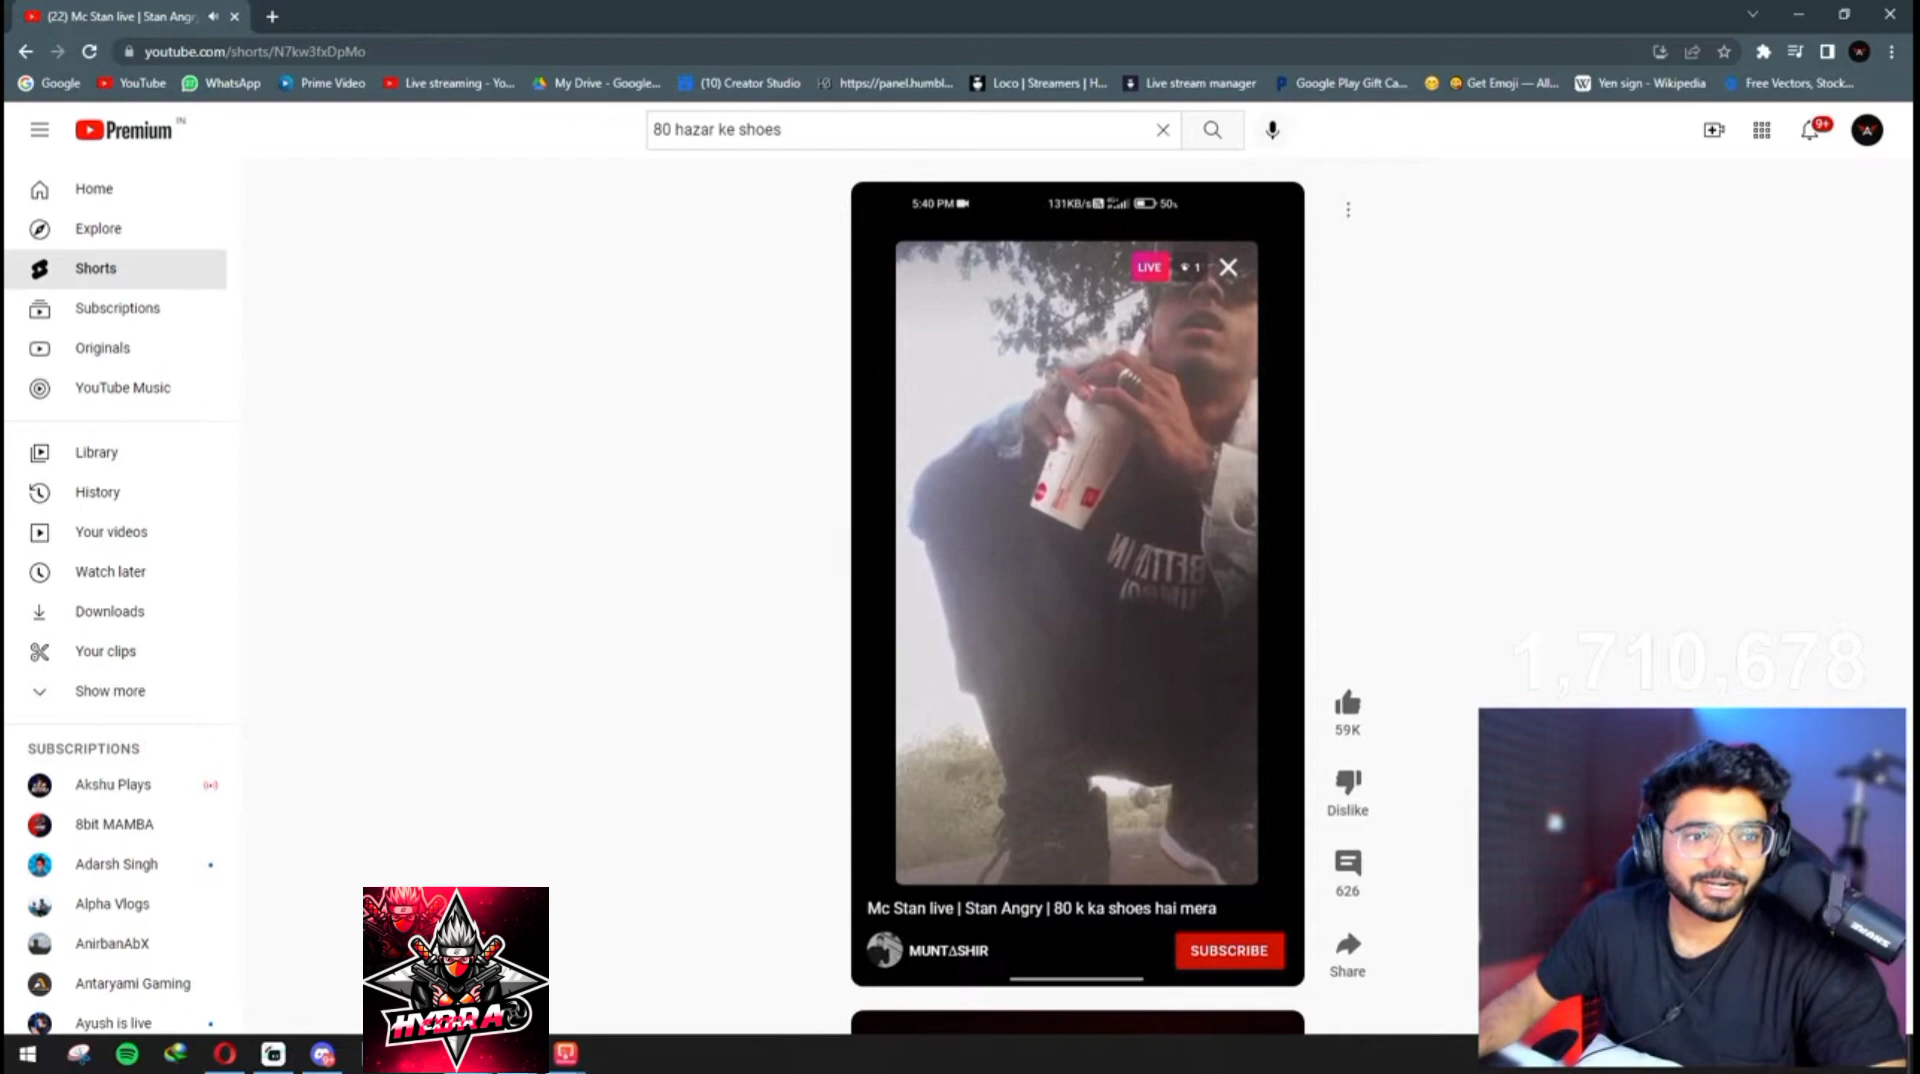 (22) Mc Stan live | Stan Angr
youtube.com/shorts/N7kw3fxDpMo
Google
YouTube
WhatsApp
Prime Video
Live streaming - Yo...
My Drive - Google...
(10) Creator Studio
https://panel.humbl...
Loco | Streamers | H...
Live stream manager
Google Play Gift Ca...
Get Emoji — All...
Yen sign - Wikipedia
Free Vectors, Stock...
Premium IN
80 hazar ke shoes
9+
Home
Explore
Shorts
Subscriptions
Originals
YouTube Music
Library
History
Your videos
Watch later
Downloads
Your clips
Show more
SUBSCRIPTIONS
Akshu Plays
8bit MAMBA
Adarsh Singh
Alpha Vlogs
AnirbanAbX
Antaryami Gaming
Ayush is live
5:40 PM
131KB/s
50%
LIVE
1
BETTER IN
Mc Stan live | Stan Angry | 80 k ka shoes hai mera
MUNTΔSHIR
SUBSCRIBE
59K
Dislike
626
Share
1,710,678
HYDRA
SHURE